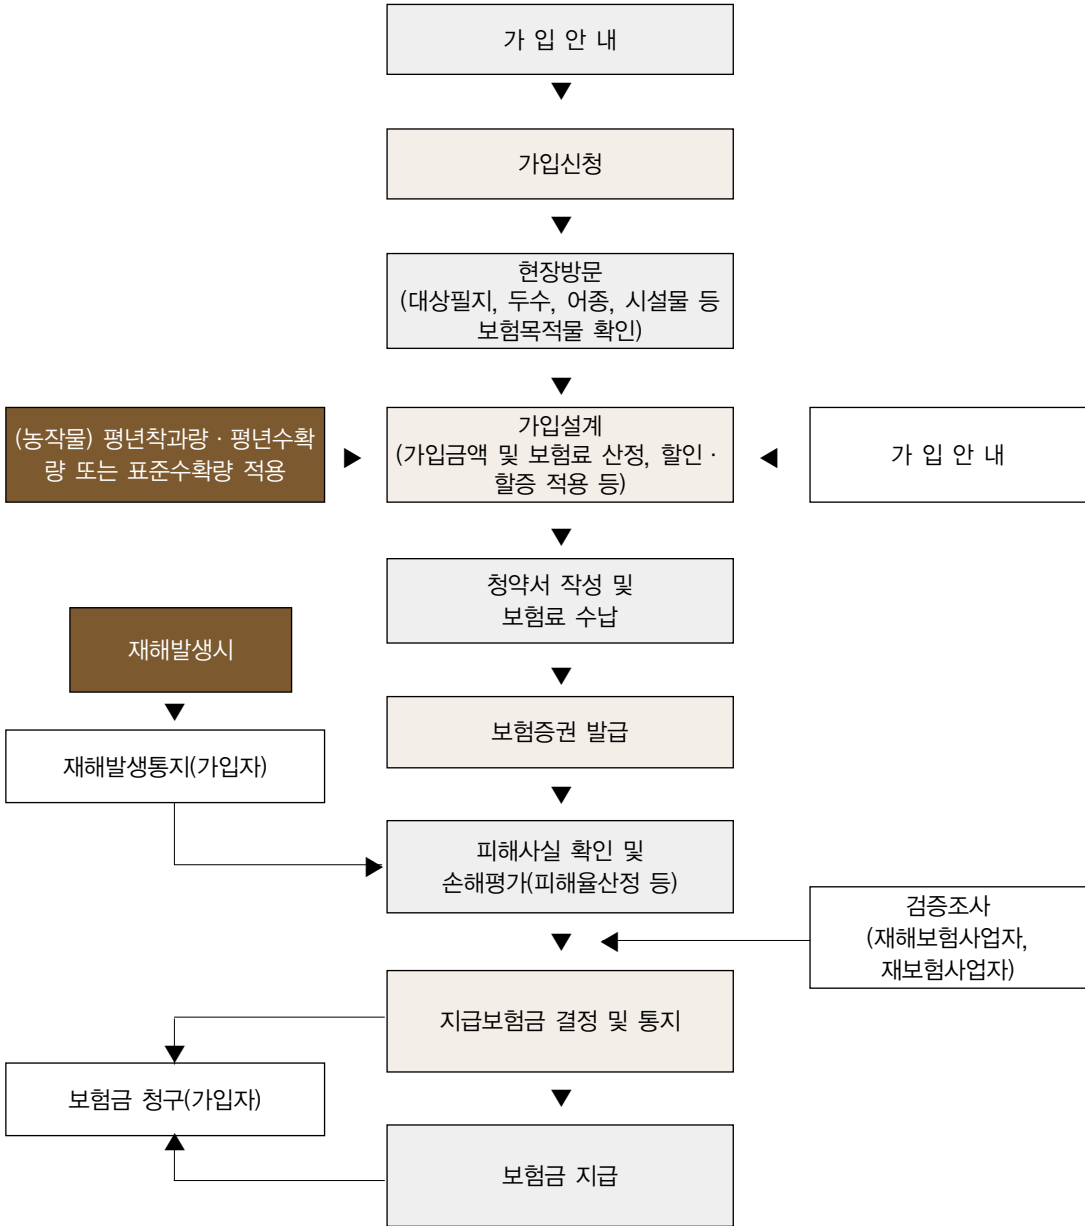 가 입 안 내
가입신청
현장방문
(대상필지, 두수, 어종, 시설물 등
보험목적물 확인)
(농작물) 평년착과량 · 평년수확
량 또는 표준수확량 적용
가입설계
(가입금액 및 보험료 산정, 할인 ·
할증 적용 등)
가 입 안 내
청약서 작성 및
보험료 수납
재해발생시
보험증권 발급
재해발생통지(가입자)
피해사실 확인 및
손해평가(피해율산정 등)
검증조사
(재해보험사업자,
재보험사업자)
지급보험금 결정 및 통지
보험금 청구(가입자)
보험금 지급